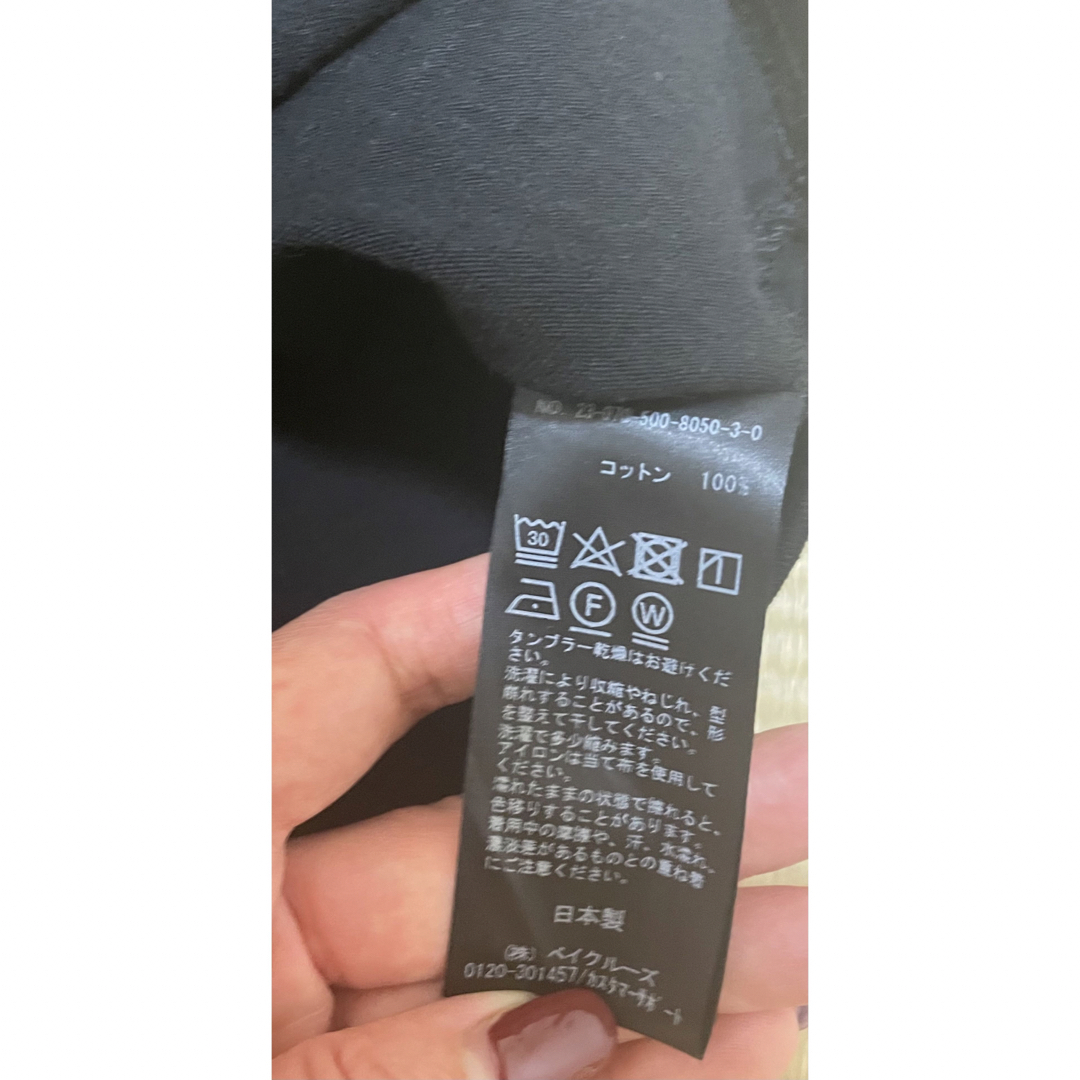 NO. 23-070-500-8050-3-0
コットン 100%
30
F W
タンブラー乾燥はお避けくだ
さい。
洗濯により収縮やねじれ、型
崩れすることがあるので、形
を整えて干してください。
洗濯で多少縮みます。
アイロンは当て布を使用して
ください。
濡れたままの状態で擦れると、
色移りすることがあります。
着用中の摩擦や、汗、水濡れ、
濃淡差があるものとの重ね着
にご注意ください。
日本製
(株) ベイクルーズ
0120-301457/カスタマーサポート